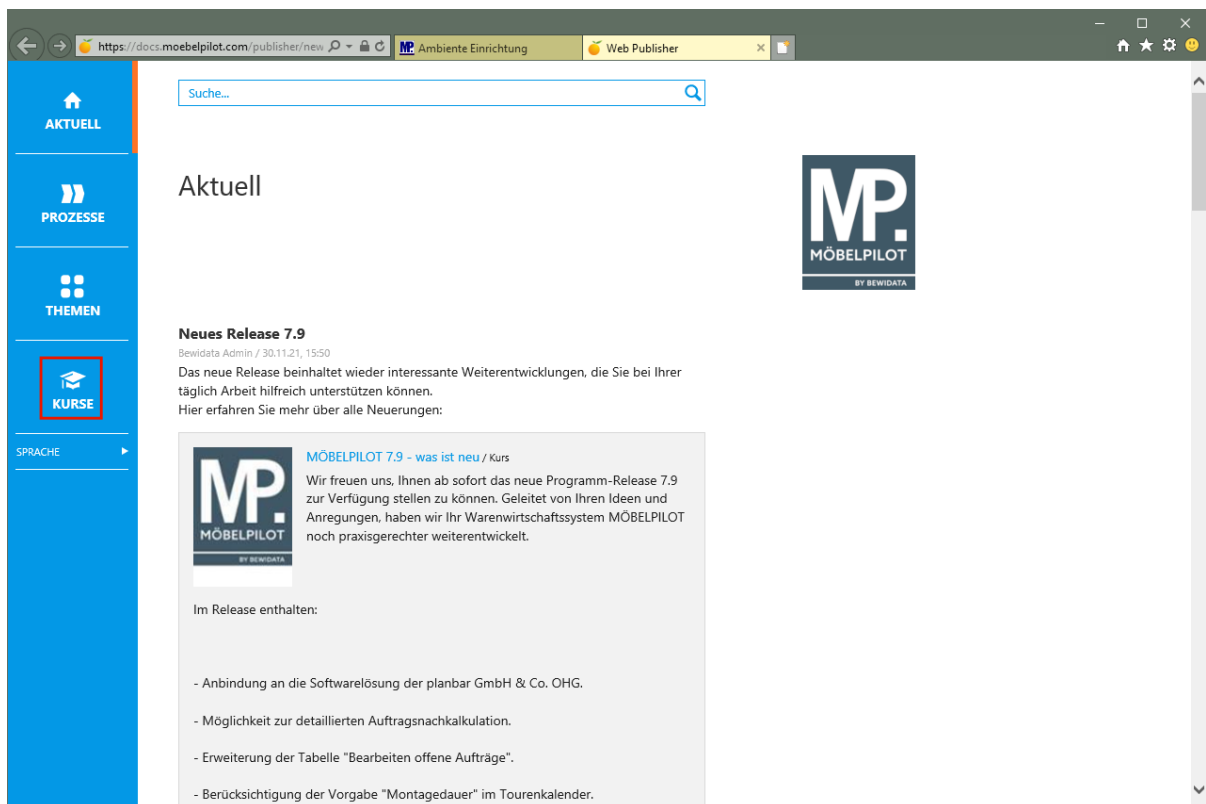 https://docs.moebelpilot.com/publisher/new
MP. Ambiente Einrichtung
Web Publisher
AKTUELL
PROZESSE
THEMEN
KURSE
SPRACHE
Suche...
Aktuell
MP.
MÖBELPILOT
BY BEWIDATA
Neues Release 7.9
Bewidata Admin / 30.11.21, 15:50
Das neue Release beinhaltet wieder interessante Weiterentwicklungen, die Sie bei Ihrer
täglich Arbeit hilfreich unterstützen können.
Hier erfahren Sie mehr über alle Neuerungen:
MP.
MÖBELPILOT
BY BEWIDATA
MÖBELPILOT 7.9 - was ist neu / Kurs
Wir freuen uns, Ihnen ab sofort das neue Programm-Release 7.9
zur Verfügung stellen zu können. Geleitet von Ihren Ideen und
Anregungen, haben wir Ihr Warenwirtschaftssystem MÖBELPILOT
noch praxisgerechter weiterentwickelt.
Im Release enthalten:
- Anbindung an die Softwarelösung der planbar GmbH & Co. OHG.
- Möglichkeit zur detaillierten Auftragsnachkalkulation.
- Erweiterung der Tabelle "Bearbeiten offene Aufträge".
- Berücksichtigung der Vorgabe "Montagedauer" im Tourenkalender.